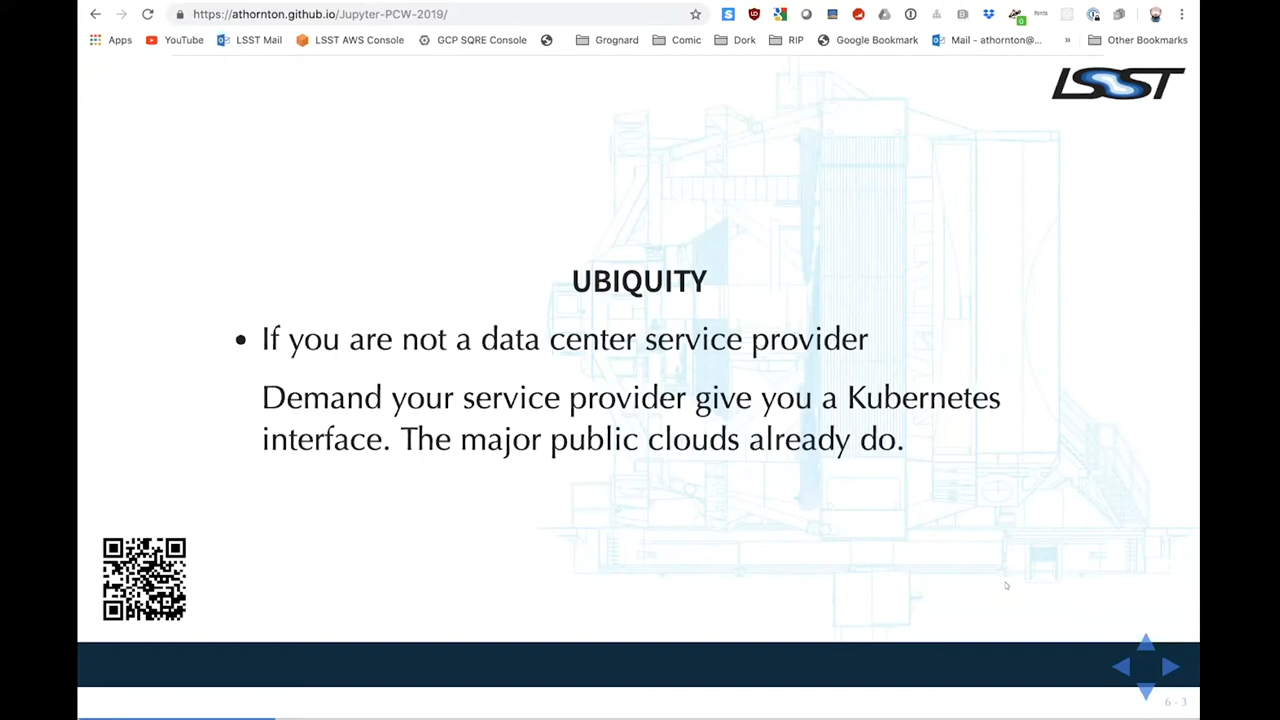 https://athornton.github.io/Jupyter-PCW-2019/
Apps YouTube LSST Mail LSST AWS Console GCP SQRE Console Grognard Comic Dork RIP Google Bookmark Mail - athornton@... » Other Bookmarks
LSST
UBIQUITY
• If you are not a data center service provider
Demand your service provider give you a Kubernetes
interface. The major public clouds already do.
6 - 3